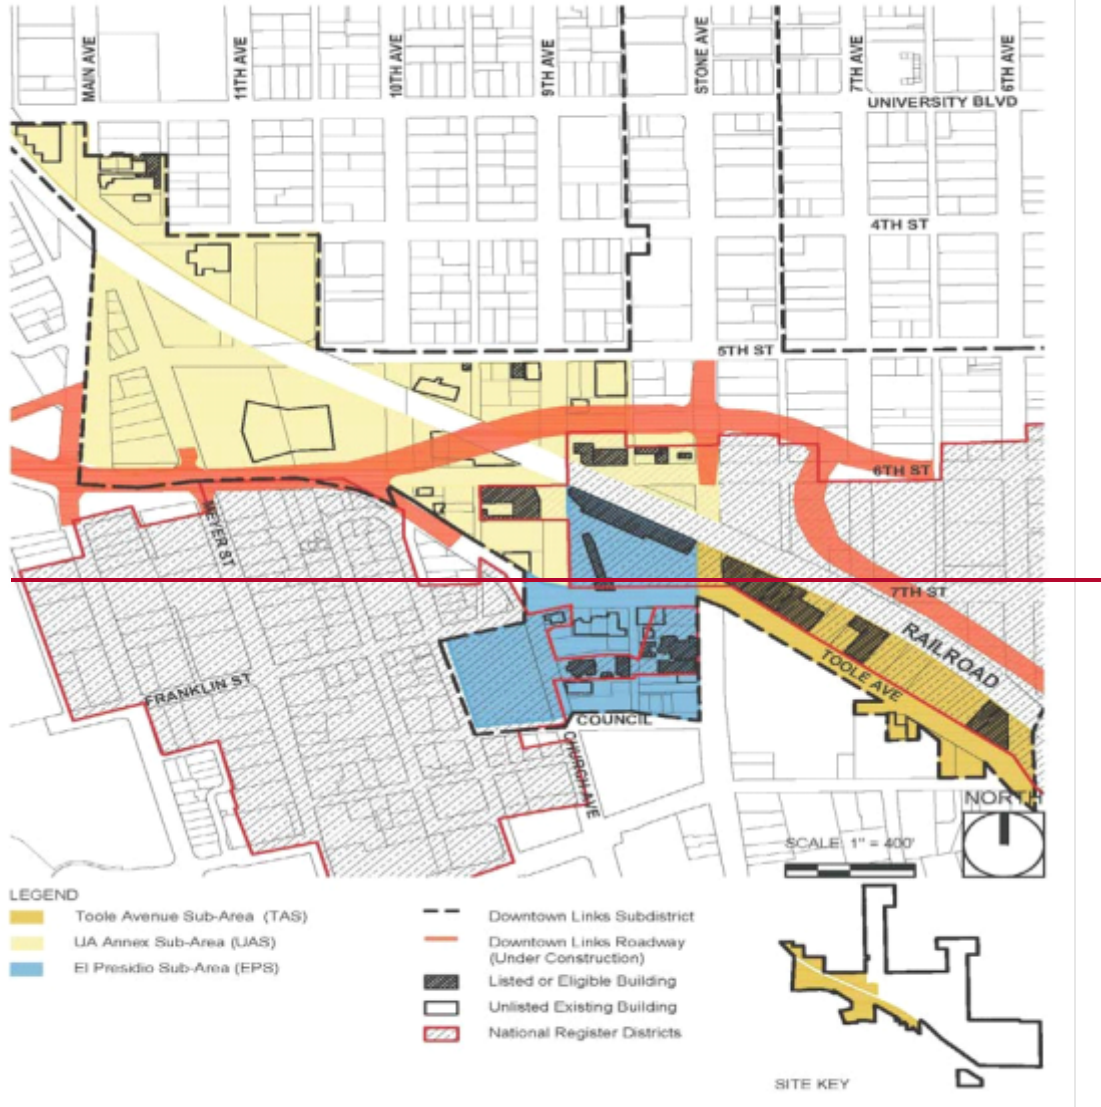 MAIN AVE
11TH AVE
10TH AVE
9TH AVE
STONE AVE
7TH AVE
6TH AVE
UNIVERSITY BLVD
4TH ST
5TH ST
6TH ST
MEYER ST
7TH ST
RAILROAD
TOOLE AVE
FRANKLIN ST
COUNCIL
CHURCH AVE
NORTH
SCALE: 1" = 400'
LEGEND
Toole Avenue Sub-Area (TAS)
UA Annex Sub-Area (UAS)
El Presidio Sub-Area (EPS)
Downtown Links Subdistrict
Downtown Links Roadway
(Under Construction)
Listed or Eligible Building
Unlisted Existing Building
National Register Districts
SITE KEY